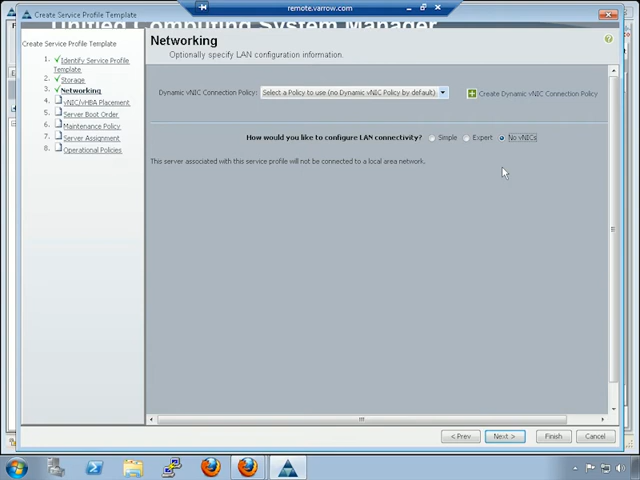 remote.varrow.com
Create Service Profile Template
Unified Computing System Manager
Create Service Profile Template
1. Identify Service Profile Template
2. Storage
3. Networking
4. vNIC/vHBA Placement
5. Server Boot Order
6. Maintenance Policy
7. Server Assignment
8. Operational Policies
Networking
Optionally specify LAN configuration information.
Dynamic vNIC Connection Policy: Select a Policy to use (no Dynamic vNIC Policy by default) Create Dynamic vNIC Connection Policy
How would you like to configure LAN connectivity? Simple Expert No vNICs
This server associated with this service profile will not be connected to a local area network.
< Prev Next > Finish Cancel